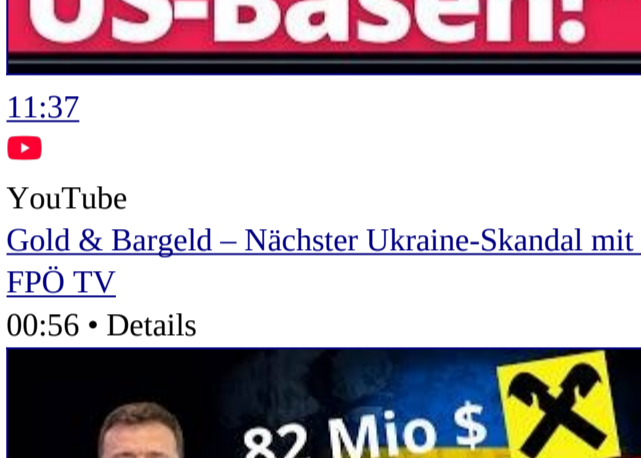 US-Basen!
11:37
YouTube
Gold & Bargeld – Nächster Ukraine-Skandal mit
FPÖ TV
00:56 • Details
82 Mio $